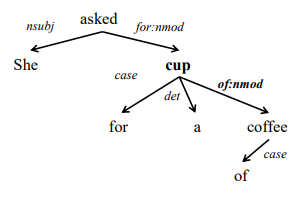 asked
nsubj for:nmod
She cup
case det of:nmod
for a coffee
case
of